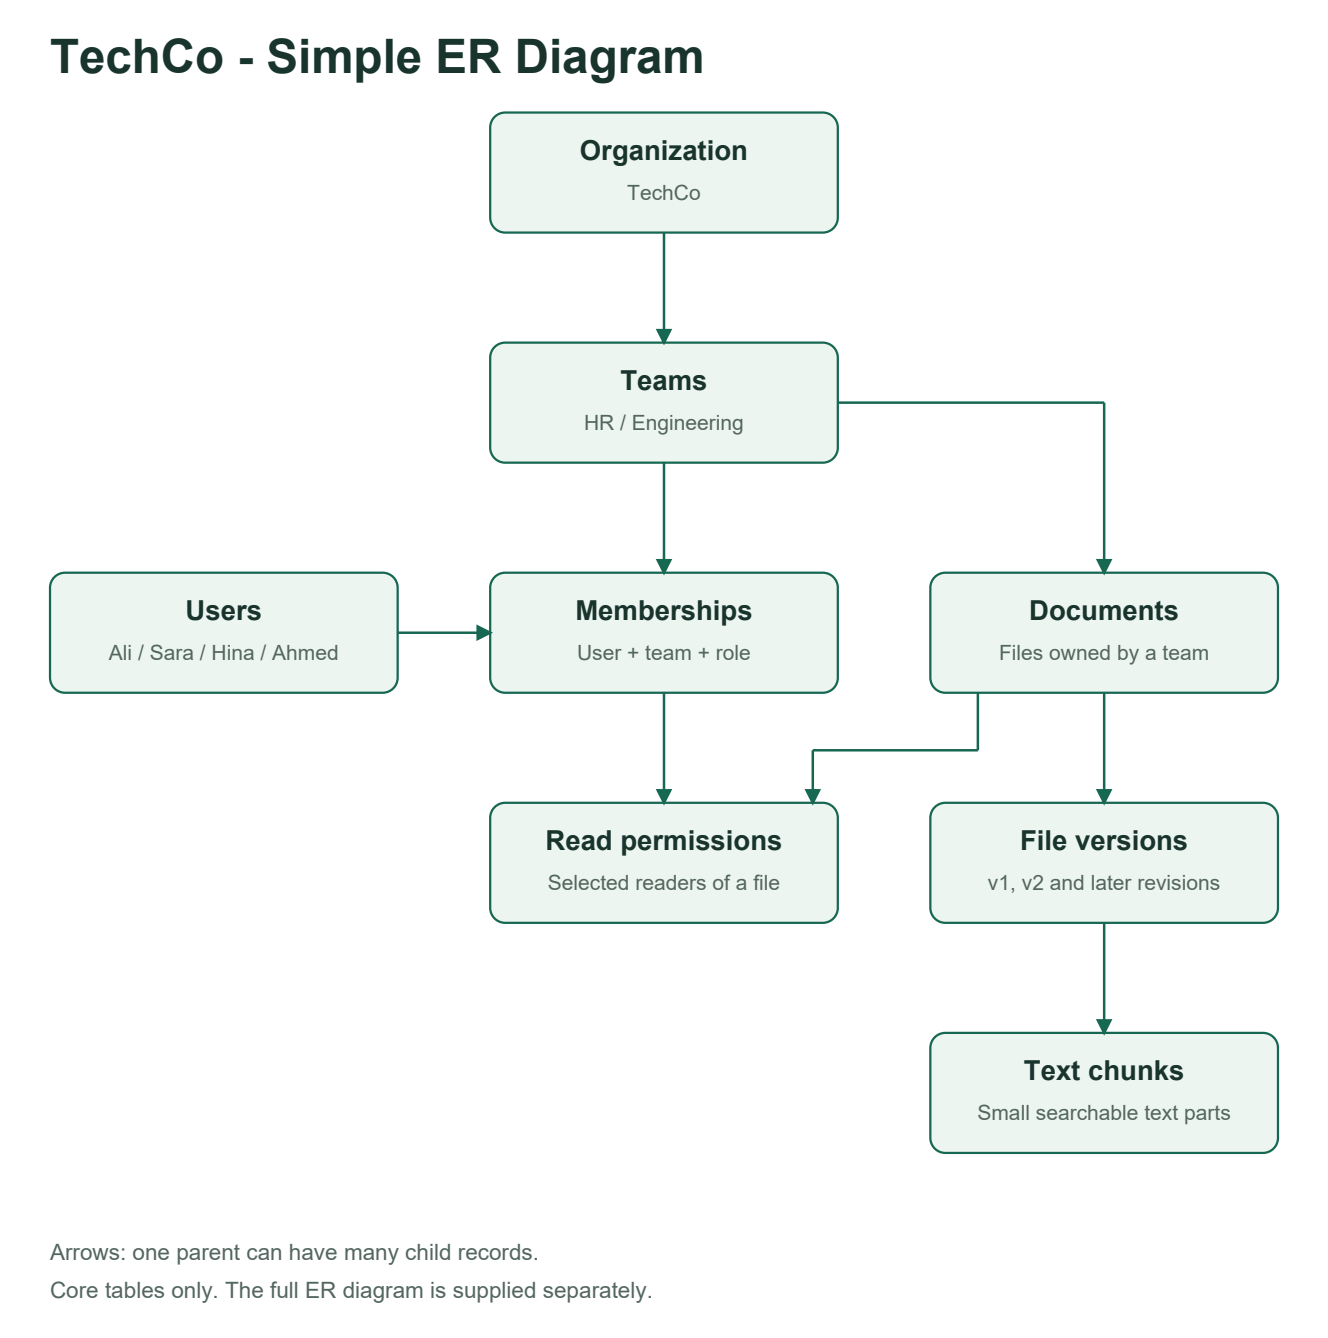 TechCo - Simple ER Diagram
Organization
TechCo
Teams
HR / Engineering
Users
Ali / Sara / Hina / Ahmed
Memberships
User + team + role
Documents
Files owned by a team
Read permissions
Selected readers of a file
File versions
v1, v2 and later revisions
Text chunks
Small searchable text parts
Arrows: one parent can have many child records.
Core tables only. The full ER diagram is supplied separately.